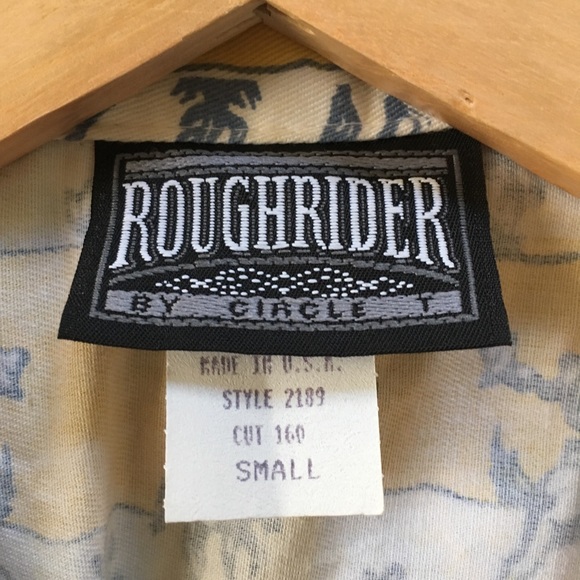 ROUGHRIDER
BY CIRCLE T
MADE IN U.S.A.
STYLE 2189
CUT 160
SMALL